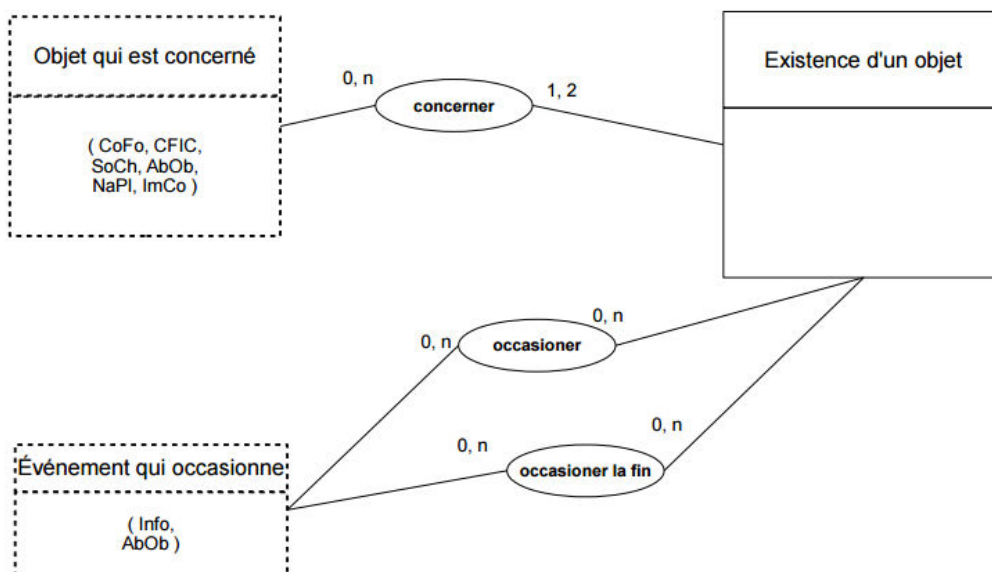 Objet qui est concerné
( CoFo, CFIC,
SoCh, AbOb,
NaPl, ImCo )
0, n
concerner
1, 2
Existence d'un objet
0, n
occasioner
0, n
0, n
occasioner la fin
0, n
Événement qui occasionne
( Info,
AbOb )